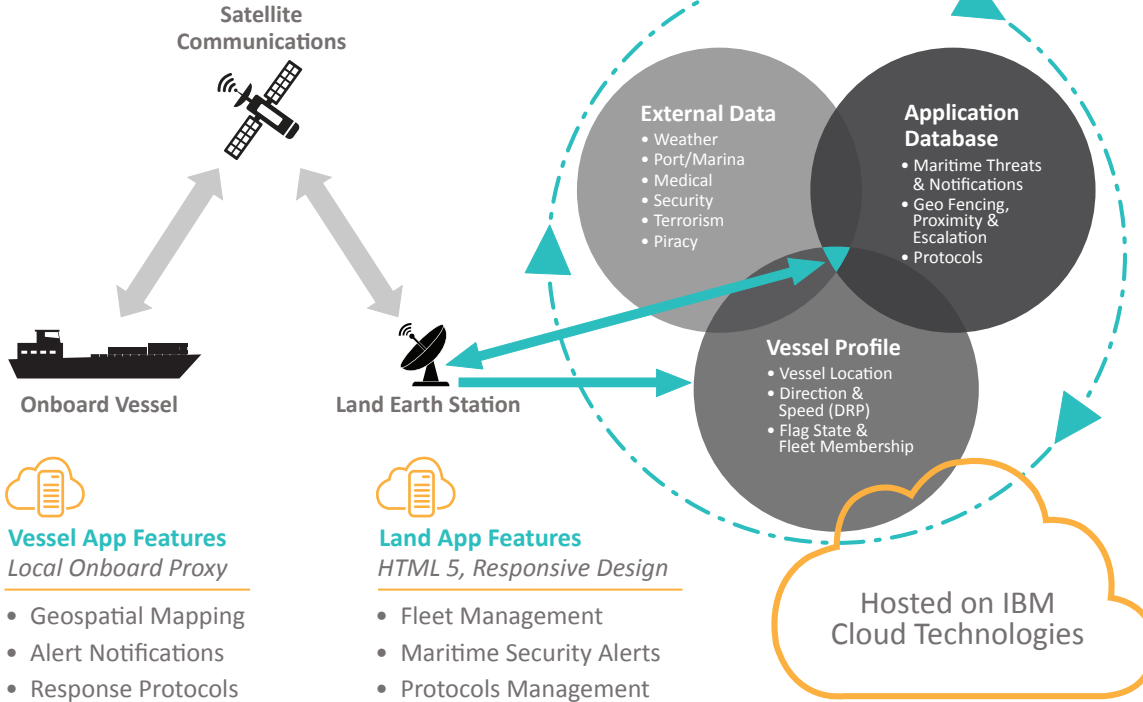 Satellite
Communications
External Data
• Weather
• Port/Marina
• Medical
• Security
• Terrorism
• Piracy
Application
Database
• Maritime Threats
& Notifications
• Geo Fencing,
Proximity &
Escalation
• Protocols
Vessel Profile
• Vessel Location
• Direction &
Speed (DRP)
• Flag State &
Fleet Membership
Onboard Vessel
Land Earth Station
Vessel App Features
Local Onboard Proxy
• Geospatial Mapping
• Alert Notifications
• Response Protocols
Land App Features
HTML 5, Responsive Design
• Fleet Management
• Maritime Security Alerts
• Protocols Management
Hosted on IBM
Cloud Technologies